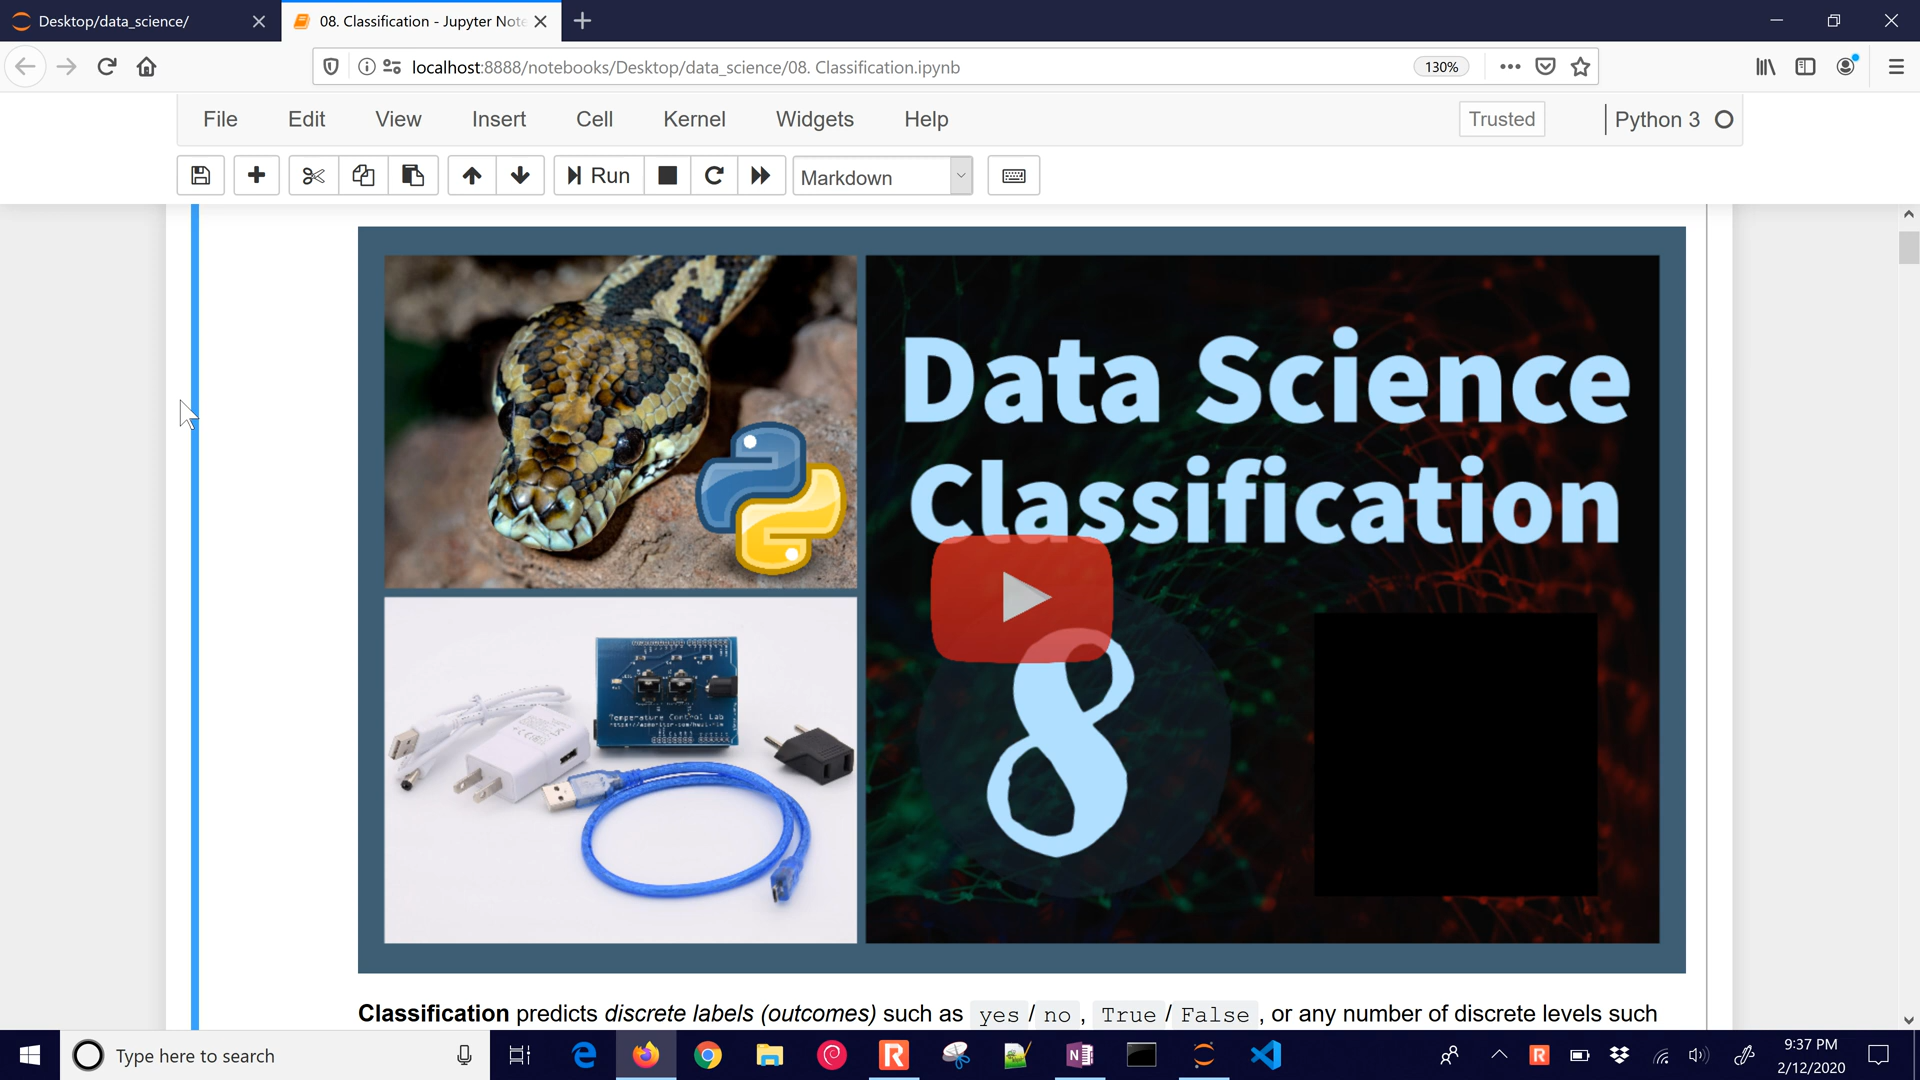 Desktop/data_science/
08. Classification - Jupyter Note
localhost:8888/notebooks/Desktop/data_science/08. Classification.ipynb
130%
File Edit View Insert Cell Kernel Widgets Help
Trusted
Python 3
Run
Markdown
Data Science
Classification
8
Temperature Control Lab
Classification predicts discrete labels (outcomes) such as yes / no , True / False , or any number of discrete levels such
Type here to search
9:37 PM
2/12/2020